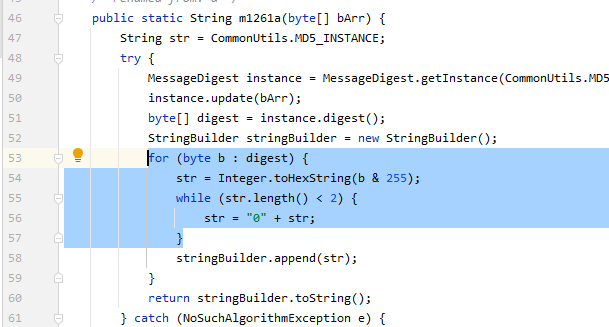 46 public static String m1261a(byte[] bArr) {
47 String str = CommonUtils.MD5_INSTANCE;
48 try {
49 MessageDigest instance = MessageDigest.getInstance(CommonUtils.MD5
50 instance.update(bArr);
51 byte[] digest = instance.digest();
52 StringBuilder stringBuilder = new StringBuilder();
53 for (byte b : digest) {
54 str = Integer.toHexString(b & 255);
55 while (str.length() < 2) {
56 str = "0" + str;
57 }
58 stringBuilder.append(str);
59 }
60 return stringBuilder.toString();
61 } catch (NoSuchAlgorithmException e) {